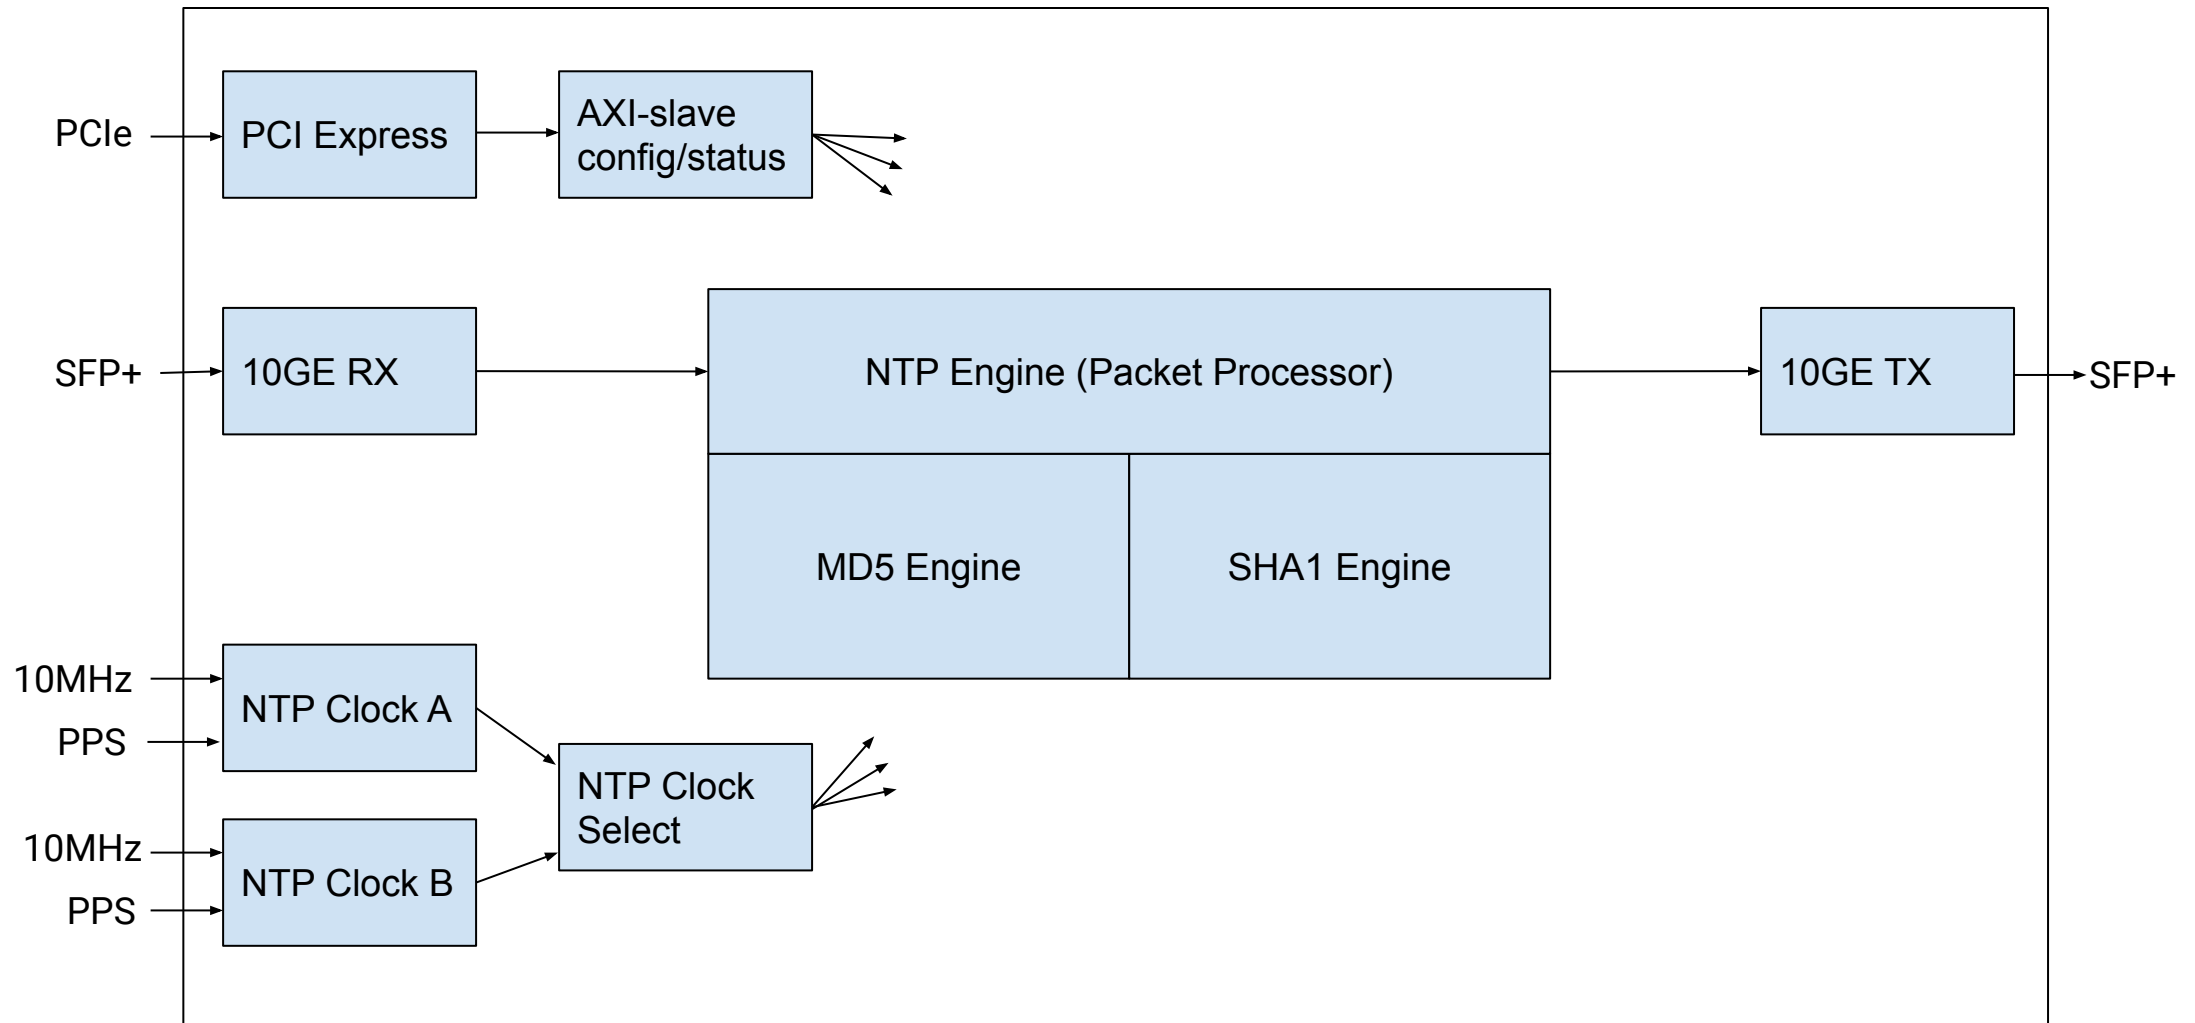 PCIe
PCI Express
AXI-slave
config/status
SFP+
10GE RX
NTP Engine (Packet Processor)
10GE TX
SFP+
MD5 Engine
SHA1 Engine
10MHz
PPS
NTP Clock A
NTP Clock
Select
10MHz
PPS
NTP Clock B